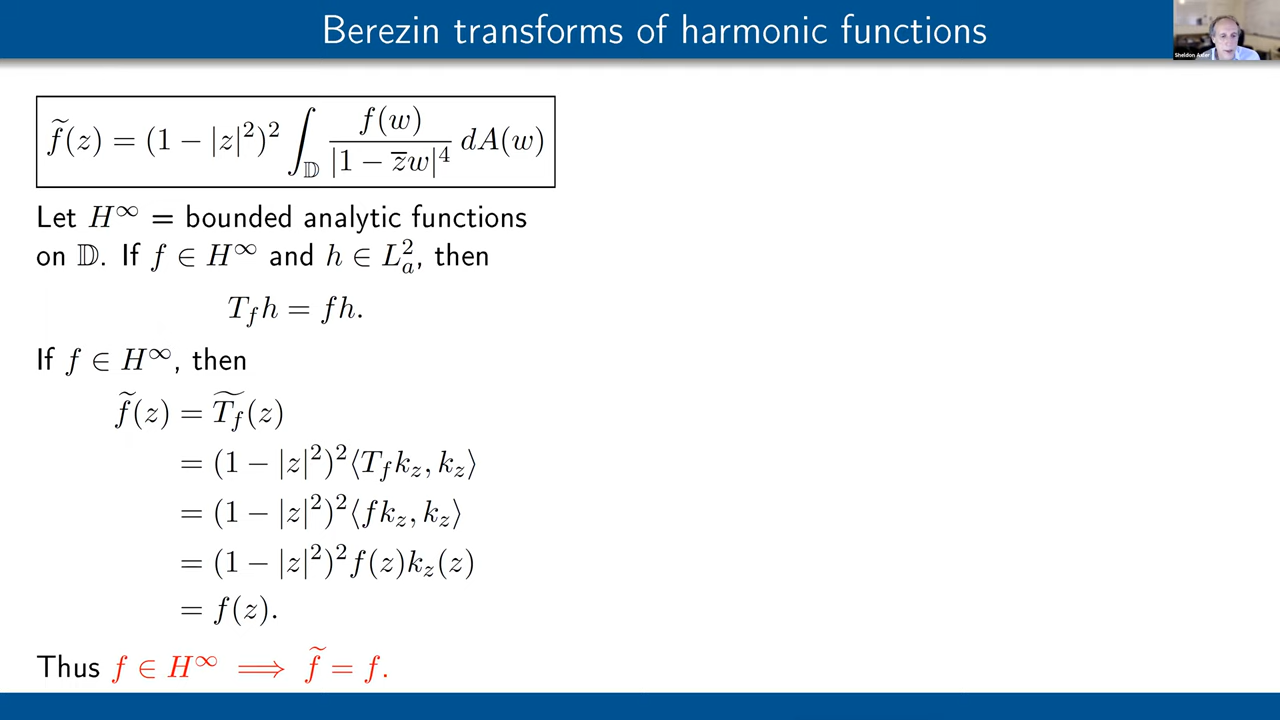 Berezin transforms of harmonic functions
Sheldon Axler
f̃(z) = (1 − |z|²)² ∫_𝔻 f(w) / |1 − z̅w|⁴ dA(w)
Let H^∞ = bounded analytic functions
on 𝔻. If f ∈ H^∞ and h ∈ L²_a, then
T_f h = fh.
If f ∈ H^∞, then
f̃(z) = T̃_f(z)
= (1 − |z|²)²⟨T_f k_z, k_z⟩
= (1 − |z|²)²⟨f k_z, k_z⟩
= (1 − |z|²)² f(z)k_z(z)
= f(z).
Thus f ∈ H^∞ ⟹ f̃ = f.